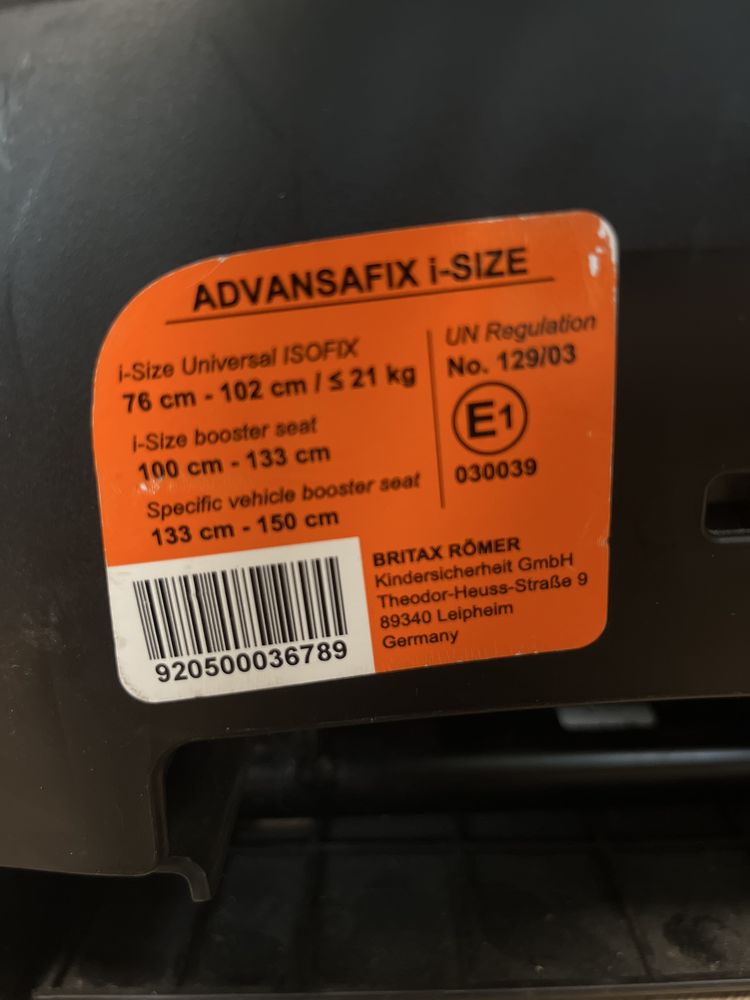 ADVANSAFIX i-SIZE
i-Size Universal ISOFIX
76 cm - 102 cm / ≤ 21 kg
i-Size booster seat
100 cm - 133 cm
Specific vehicle booster seat
133 cm - 150 cm
UN Regulation
No. 129/03
E1
030039
BRITAX RÖMER
Kindersicherheit GmbH
Theodor-Heuss-Straße 9
89340 Leipheim
Germany
920500036789